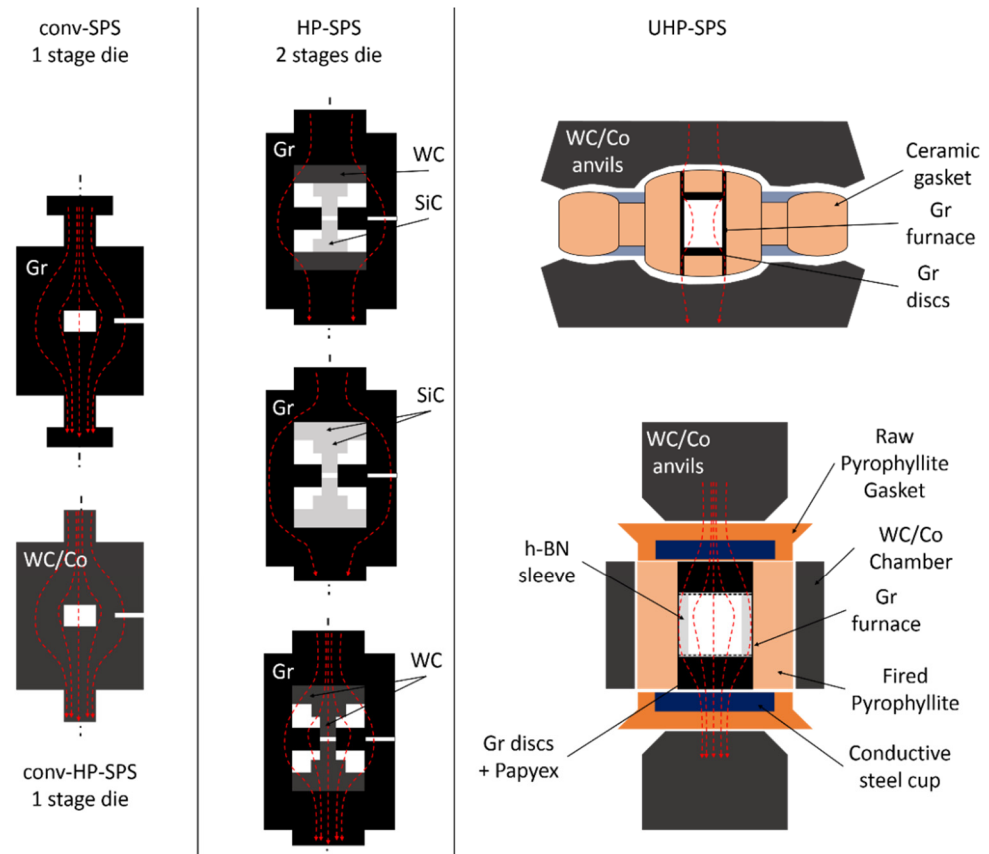 conv-SPS
1 stage die
Gr
WC/Co
conv-HP-SPS
1 stage die
HP-SPS
2 stages die
Gr
WC
SiC
Gr
SiC
Gr
WC
UHP-SPS
WC/Co
anvils
Ceramic
gasket
Gr
furnace
Gr
discs
WC/Co
anvils
Raw
Pyrophyllite
Gasket
h-BN
sleeve
WC/Co
Chamber
Gr
furnace
Fired
Pyrophyllite
Gr discs
+ Papyex
Conductive
steel cup